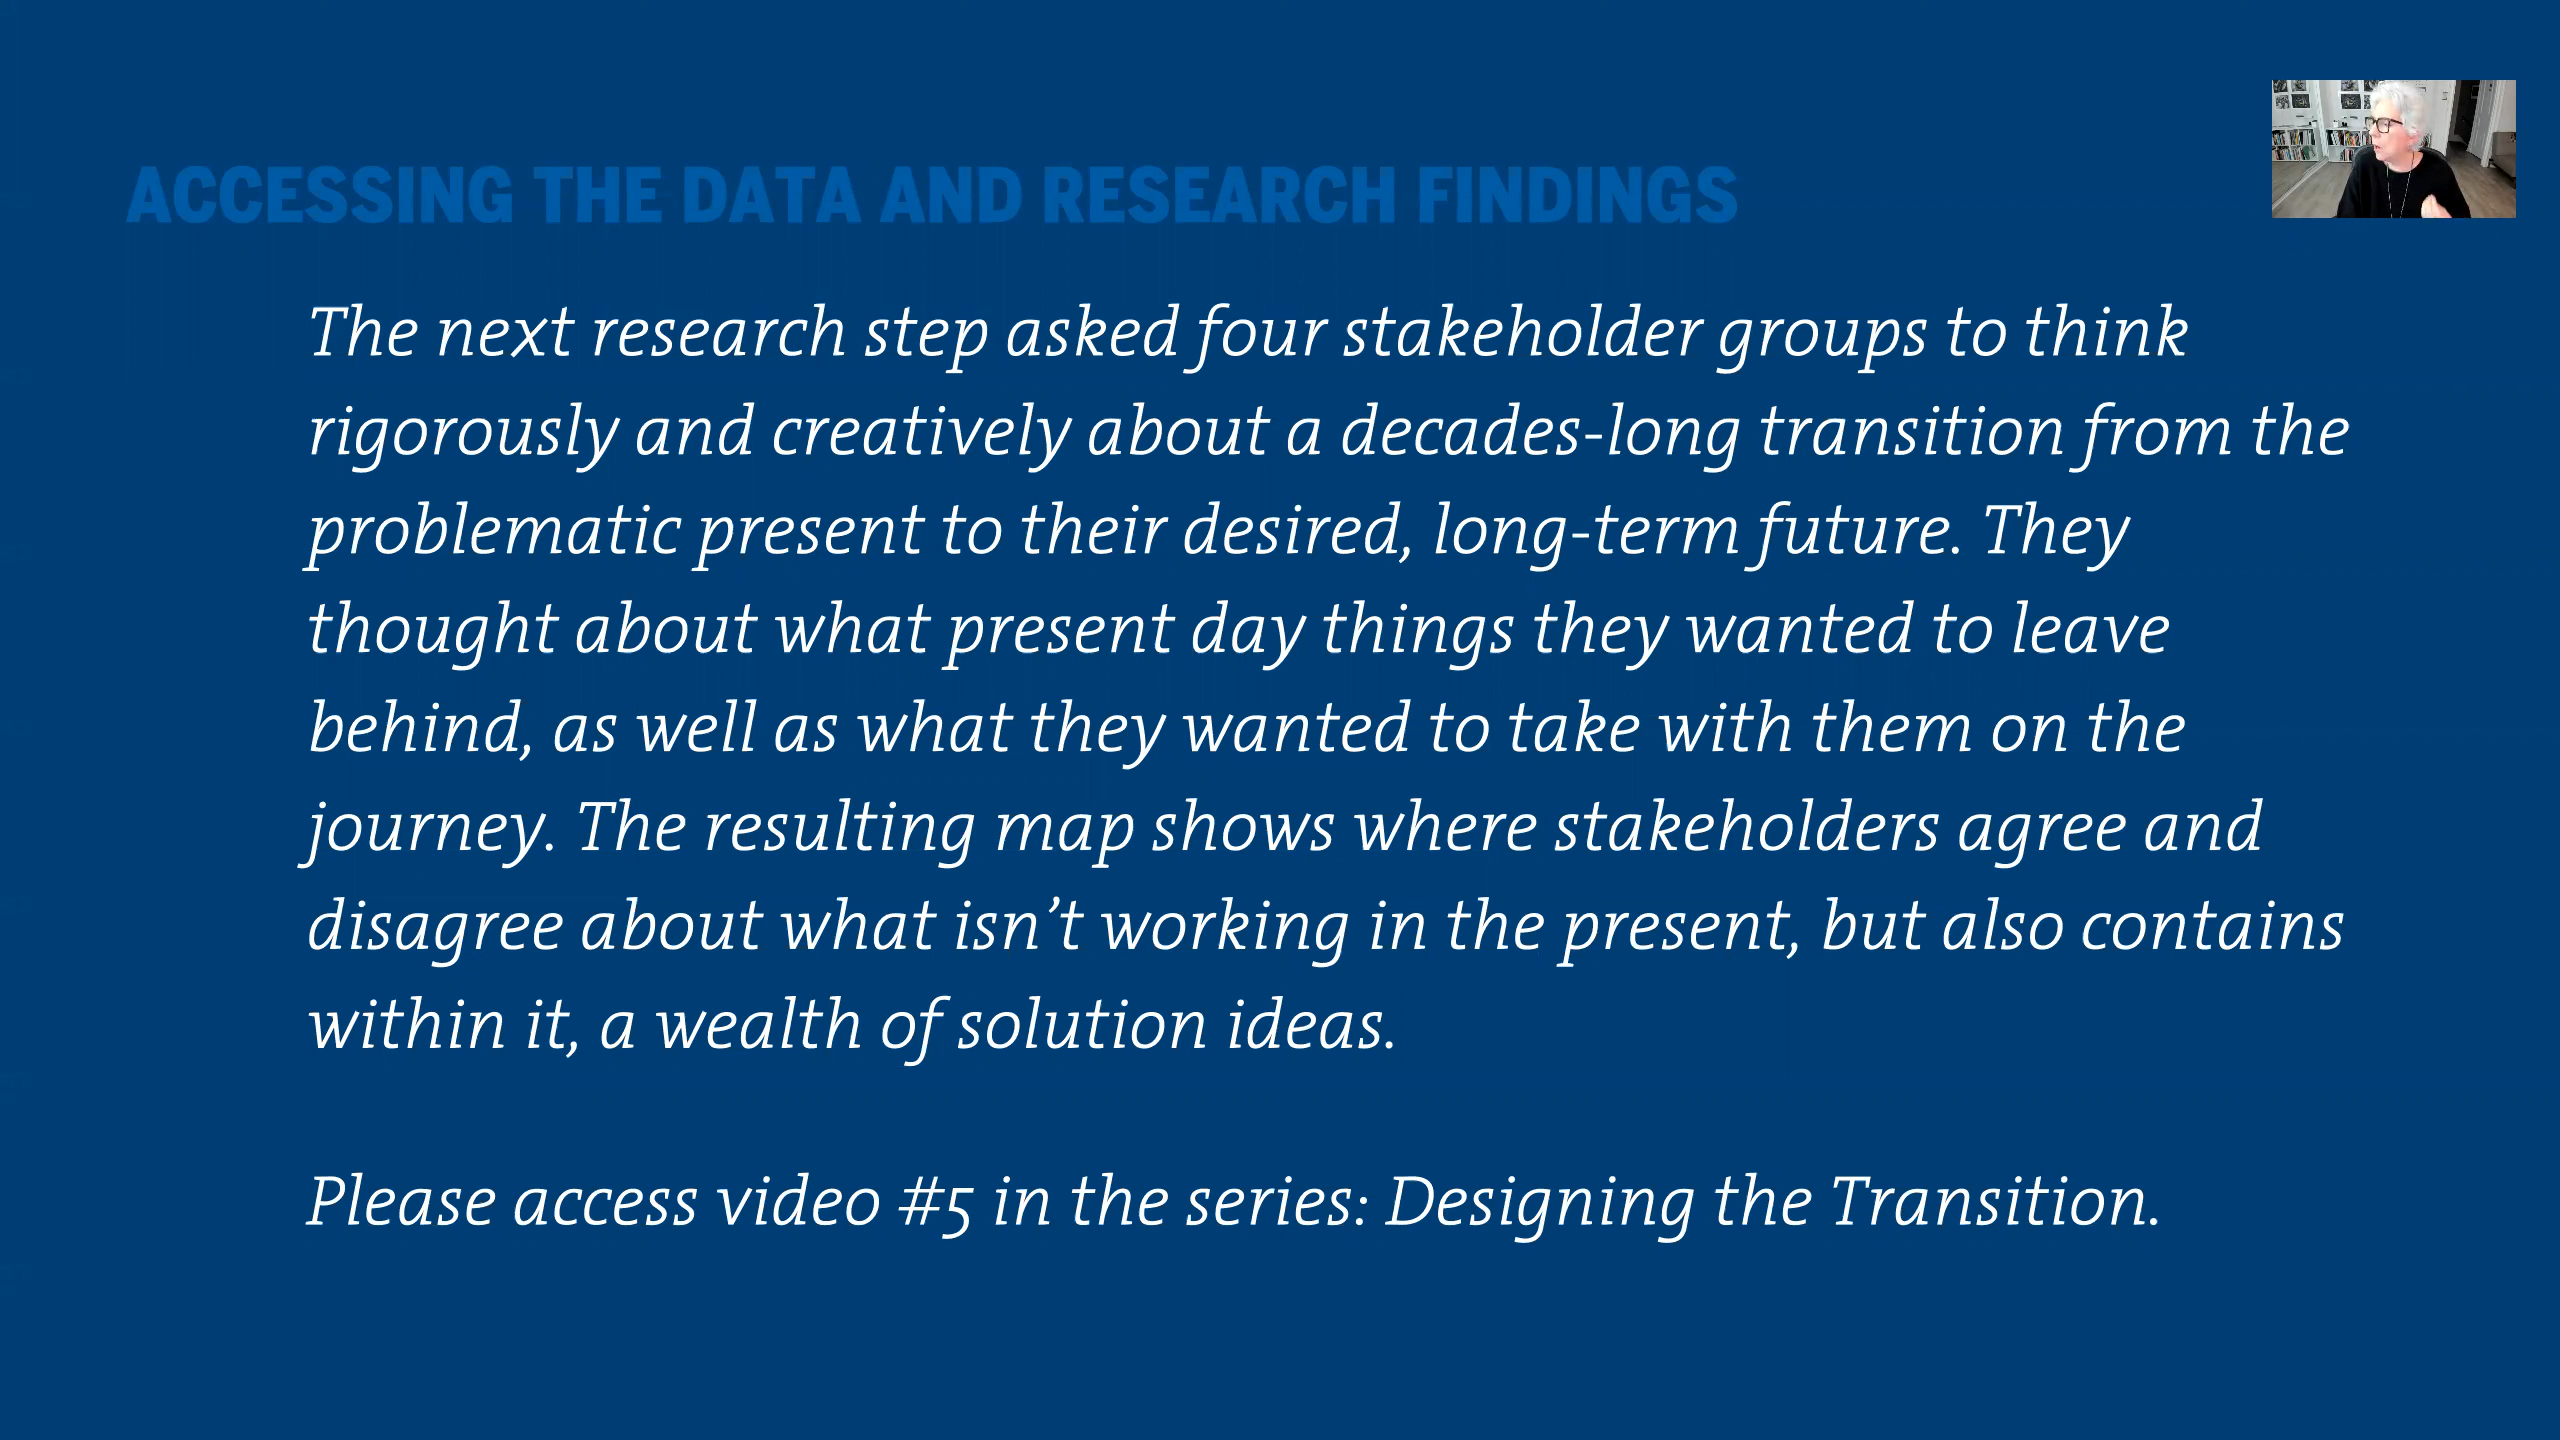 ACCESSING THE DATA AND RESEARCH FINDINGS
The next research step asked four stakeholder groups to think
rigorously and creatively about a decades-long transition from the
problematic present to their desired, long-term future. They
thought about what present day things they wanted to leave
behind, as well as what they wanted to take with them on the
journey. The resulting map shows where stakeholders agree and
disagree about what isn’t working in the present, but also contains
within it, a wealth of solution ideas.
Please access video #5 in the series: Designing the Transition.